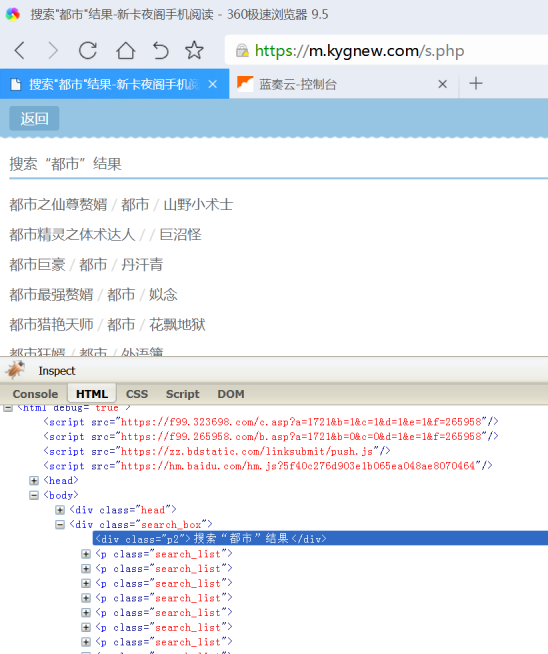 搜索"都市"结果-新卡夜阁手机阅读 - 360极速浏览器 9.5
https://m.kygnew.com/s.php
搜索"都市"结果-新卡夜阁手机阅
蓝奏云-控制台
返回
搜索“都市”结果
都市之仙尊赘婿 / 都市 / 山野小术士
都市精灵之体术达人 / / 巨沼怪
都市巨豪 / 都市 / 丹汗青
都市最强赘婿 / 都市 / 姒念
都市猎艳天师 / 都市 / 花飘地狱
都市狂婿 / 都市 / 外语簿
Inspect
Console HTML CSS Script DOM
<html debug="true">
<script src="https://f99.323698.com/c.asp?a=1721&b=1&c=1&d=1&e=1&f=265958"/>
<script src="https://f99.265958.com/b.asp?a=1721&b=0&c=0&d=1&e=1&f=265958"/>
<script src="https://zz.bdstatic.com/linksubmit/push.js"/>
<script src="https://hm.baidu.com/hm.js?5f40c276d903e1b065ea048ae8070464"/>
<head>
<body>
<div class="head">
<div class="search_box">
<div class="p2">搜索“都市”结果</div>
<p class="search_list">
<p class="search_list">
<p class="search_list">
<p class="search_list">
<p class="search_list">
<p class="search_list">
<p class="search_list">